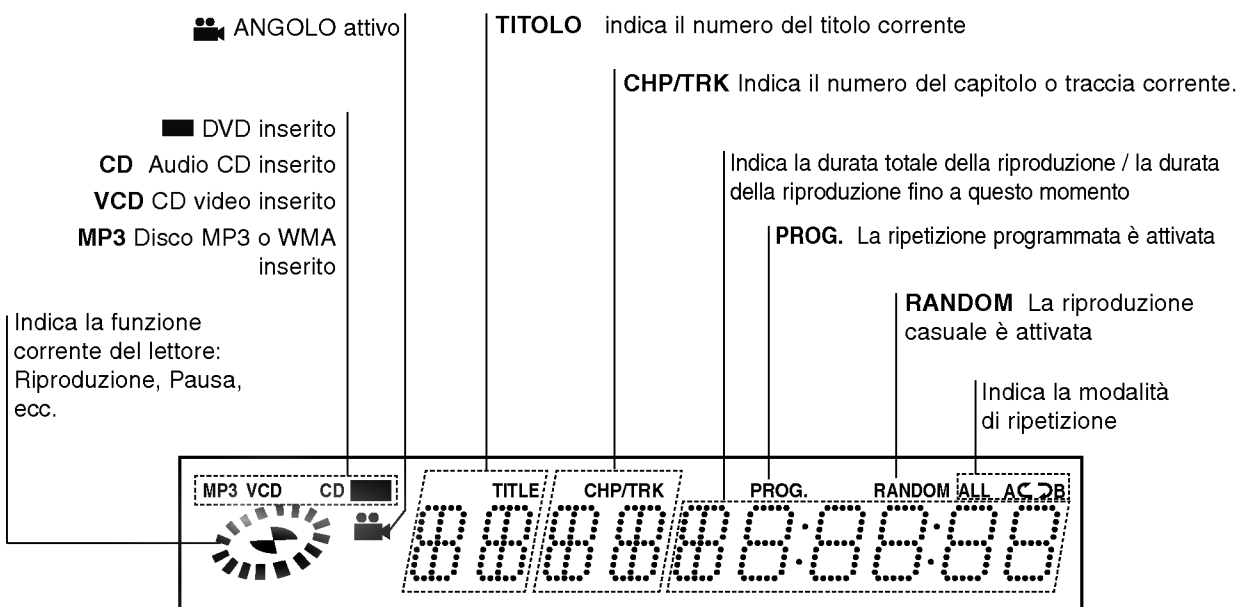 ANGOLO attivo
TITOLO indica il numero del titolo corrente
CHP/TRK Indica il numero del capitolo o traccia corrente.
DVD inserito
CD Audio CD inserito
VCD CD video inserito
MP3 Disco MP3 o WMA
inserito
Indica la durata totale della riproduzione / la durata
della riproduzione fino a questo momento
PROG. La ripetizione programmata è attivata
RANDOM La riproduzione
casuale è attivata
Indica la modalità
di ripetizione
Indica la funzione
corrente del lettore:
Riproduzione, Pausa,
ecc.
MP3 VCD CD TITLE CHP/TRK PROG. RANDOM ALL A B